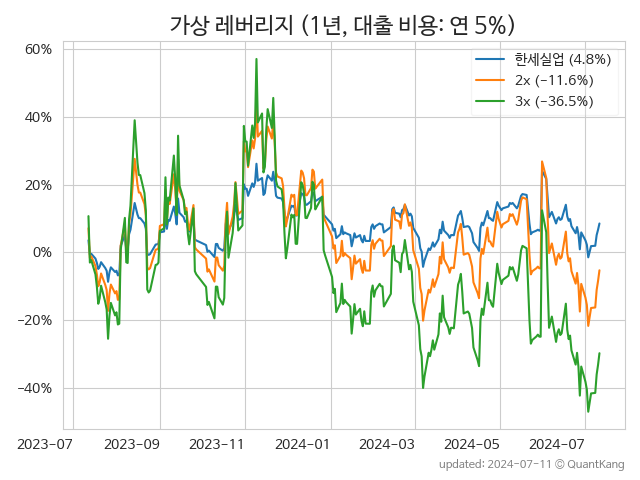 가상 레버리지 (1년, 대출 비용: 연 5%)
한세실업 (4.8%)
2x (−11.6%)
3x (−36.5%)
60%
40%
20%
0%
−20%
−40%
2023-07 2023-09 2023-11 2024-01 2024-03 2024-05 2024-07
updated: 2024-07-11 © QuantKang